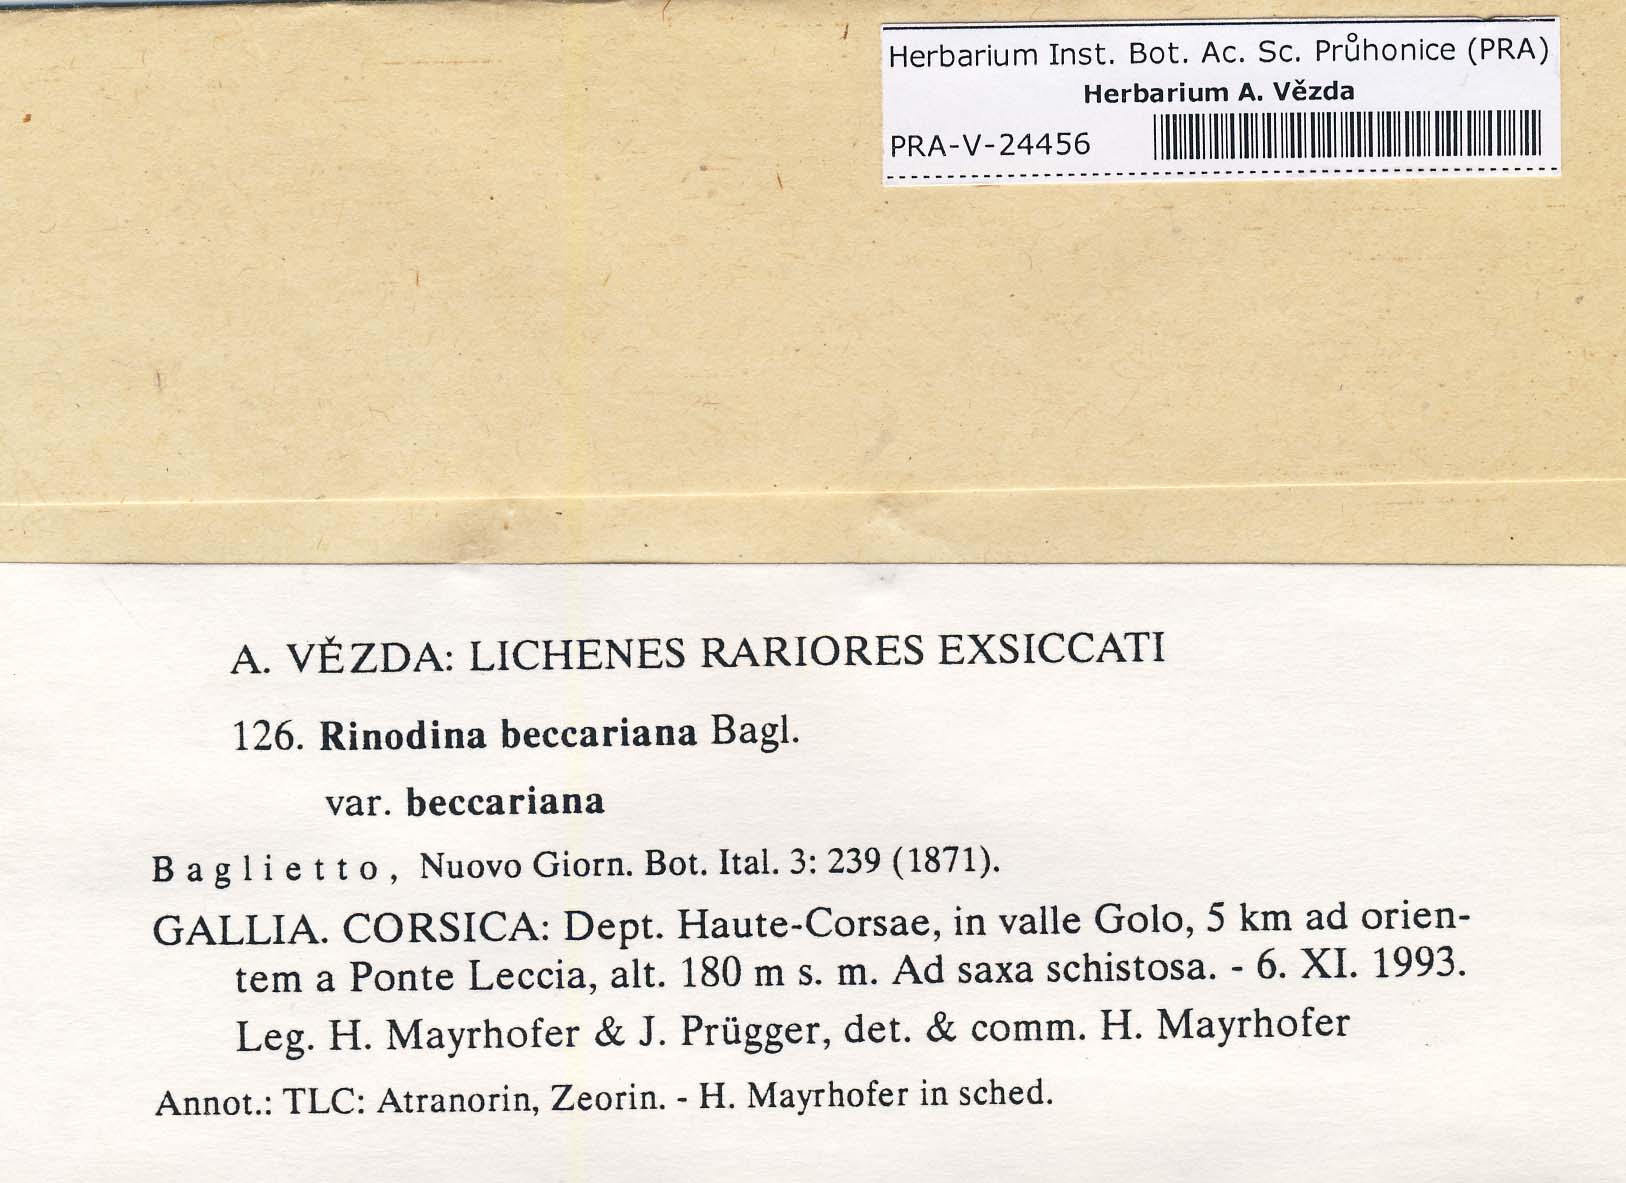 Herbarium Inst. Bot. Ac. Sc. Průhonice (PRA)
Herbarium A. Vězda
PRA-V-24456
A. VĚZDA: LICHENES RARIORES EXSICCATI
126. Rinodina beccariana Bagl.
var. beccariana
Baglietto, Nuovo Giorn. Bot. Ital. 3: 239 (1871).
GALLIA. CORSICA: Dept. Haute-Corsae, in valle Golo, 5 km ad orien-
tem a Ponte Leccia, alt. 180 m s. m. Ad saxa schistosa. - 6. XI. 1993.
Leg. H. Mayrhofer & J. Prügger, det. & comm. H. Mayrhofer
Annot.: TLC: Atranorin, Zeorin. - H. Mayrhofer in sched.